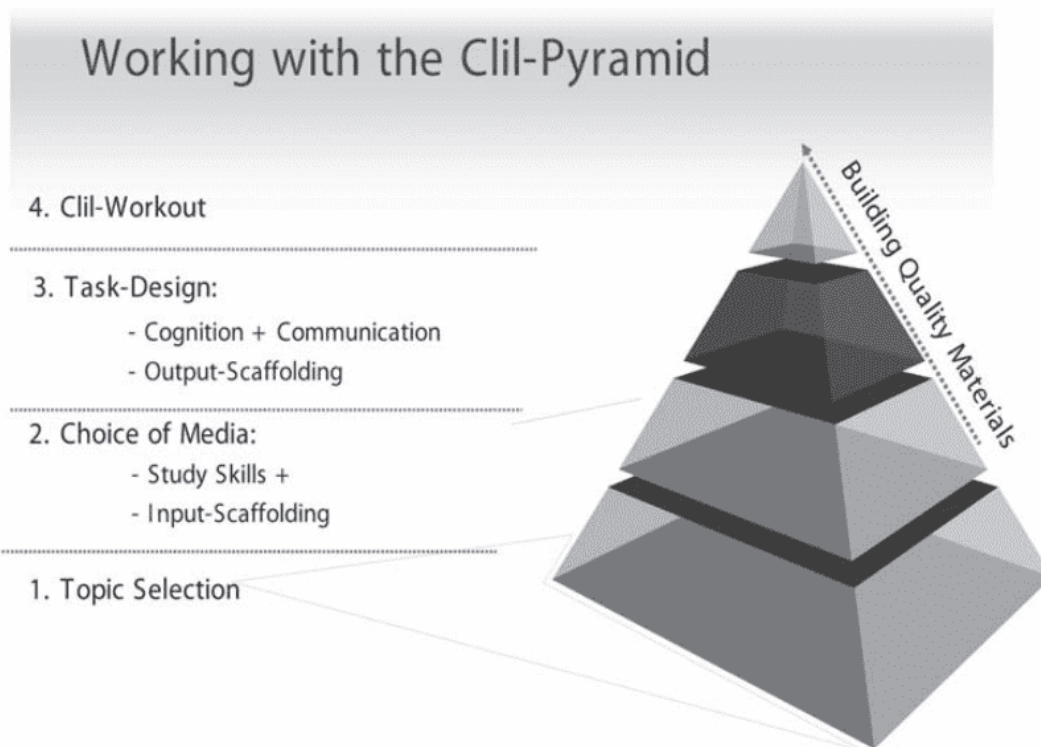 Working with the Clil-Pyramid
4. Clil-Workout
3. Task-Design:
- Cognition + Communication
- Output-Scaffolding
2. Choice of Media:
- Study Skills +
- Input-Scaffolding
1. Topic Selection
Building Quality Materials